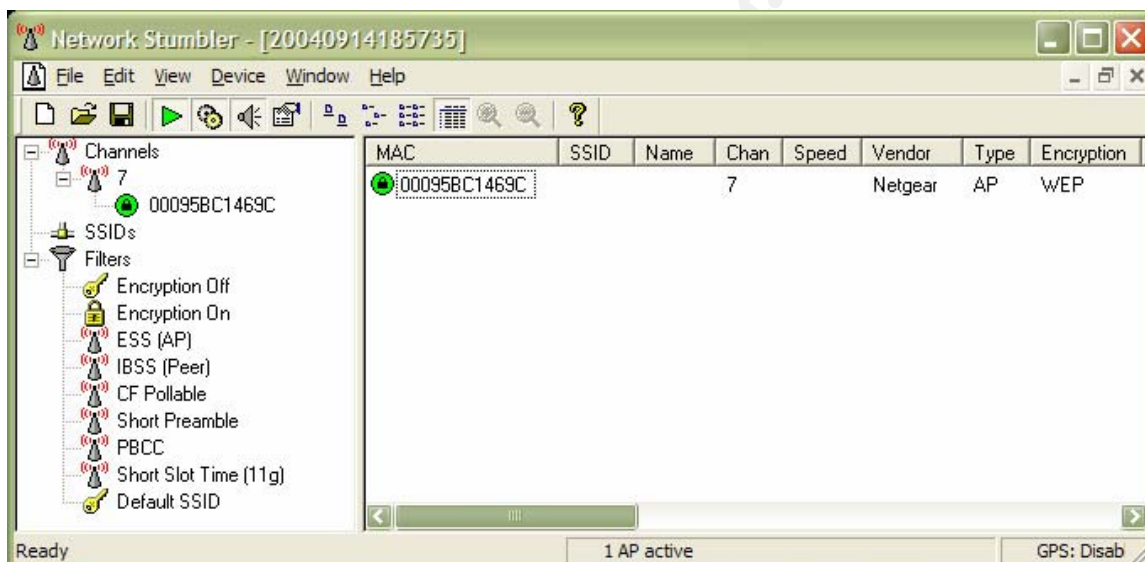 Network Stumbler - [20040914185735]
File Edit View Device Window Help
Channels
7
00095BC1469C
SSIDs
Filters
Encryption Off
Encryption On
ESS (AP)
IBSS (Peer)
CF Pollable
Short Preamble
PBCC
Short Slot Time (11g)
Default SSID
MAC SSID Name Chan Speed Vendor Type Encryption
00095BC1469C 7 Netgear AP WEP
Ready 1 AP active GPS: Disab